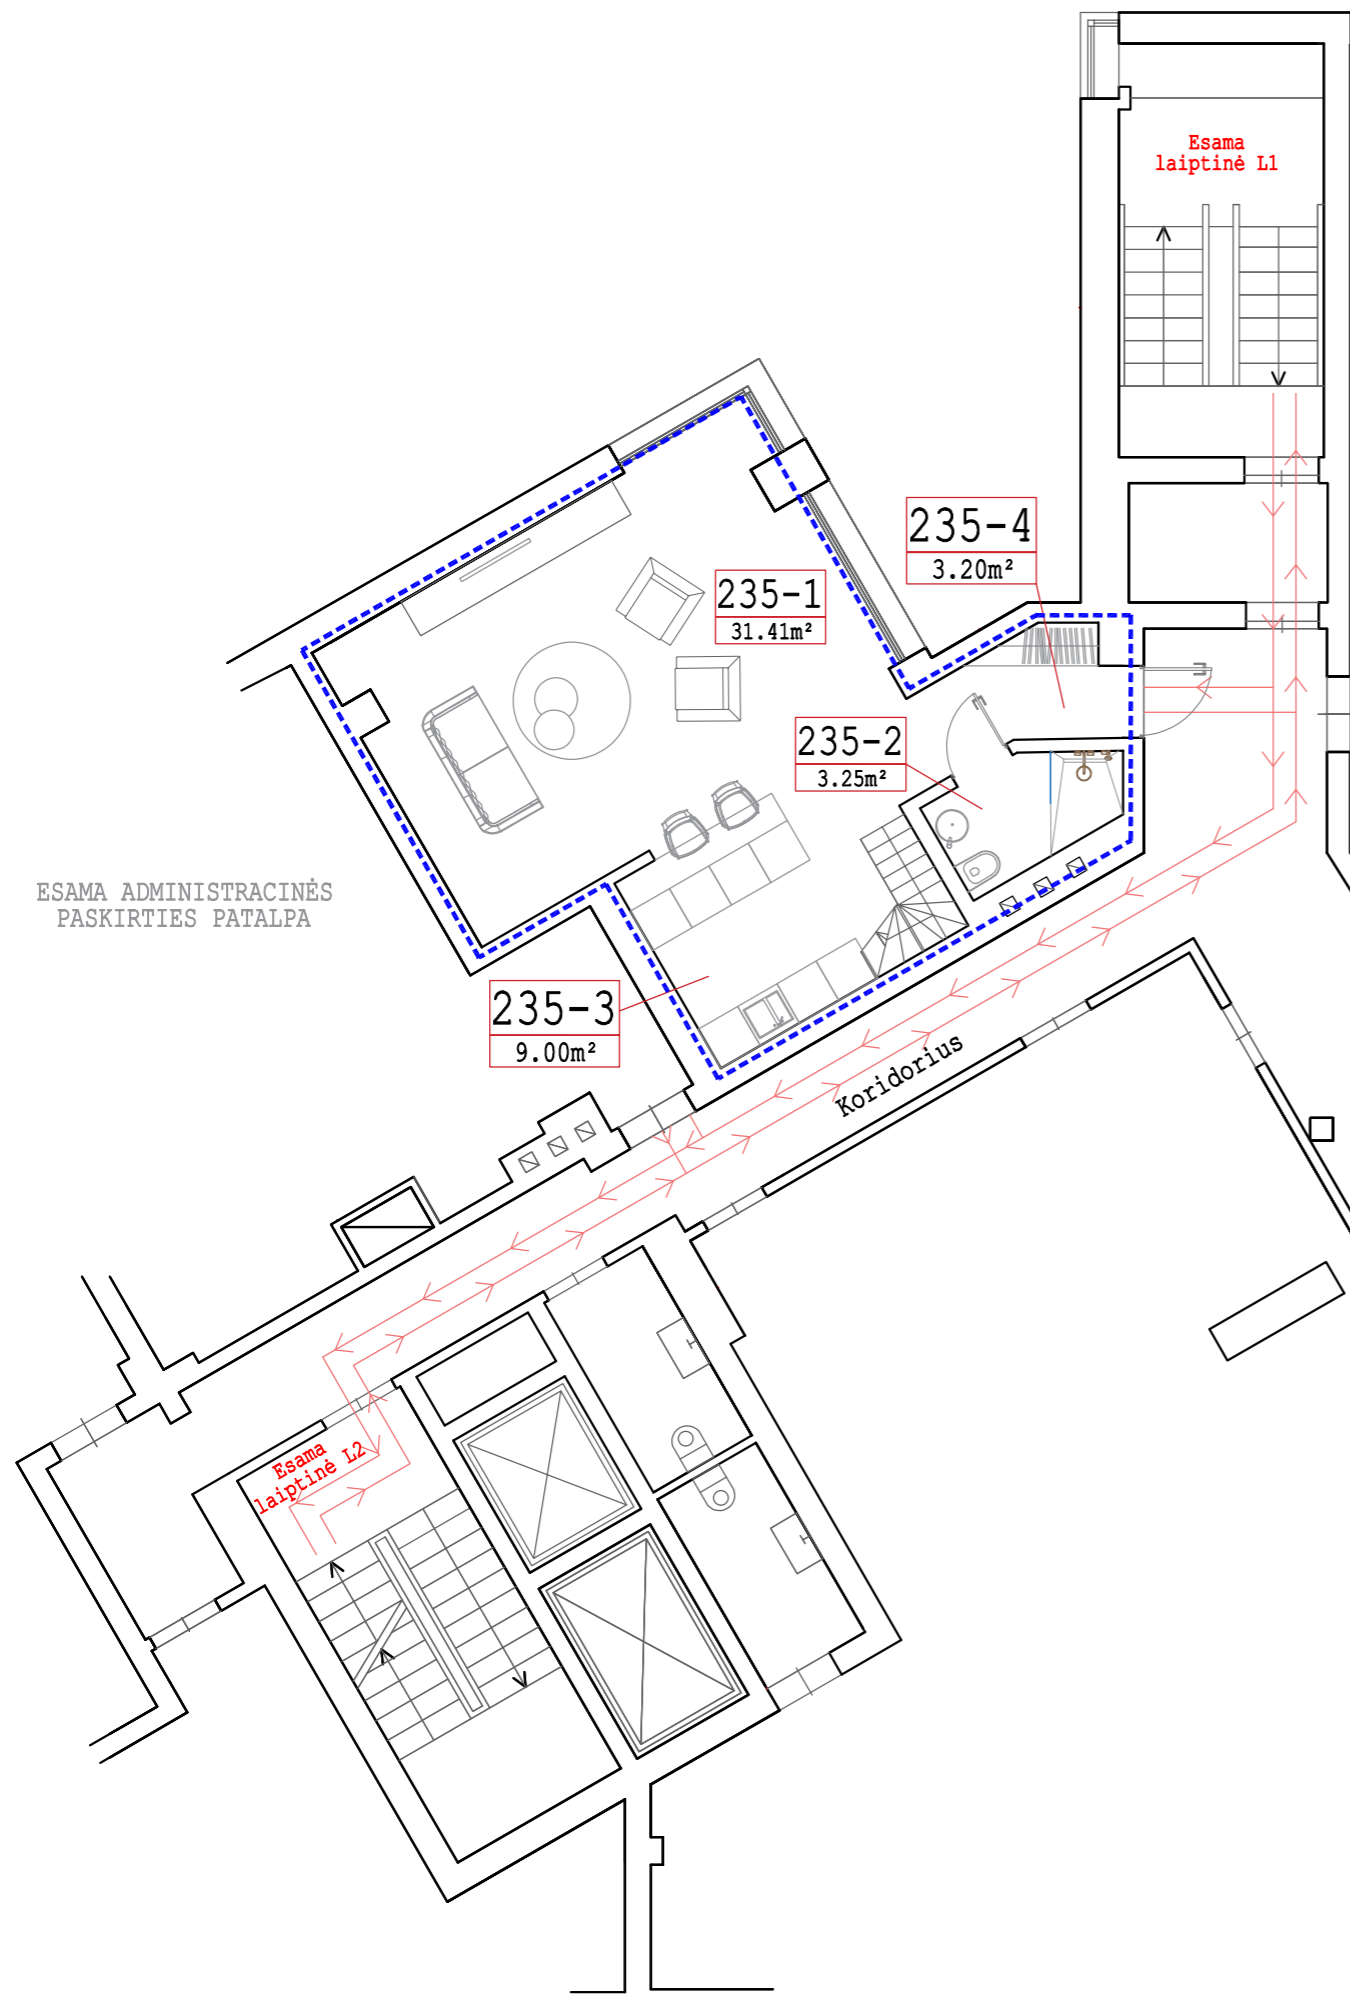 Esama
laiptinė L1
235-4
3.20m²
235-1
31.41m²
235-2
3.25m²
ESAMA ADMINISTRACINĖS
PASKIRTIES PATALPA
235-3
9.00m²
Koridorius
Esama
laiptinė L2